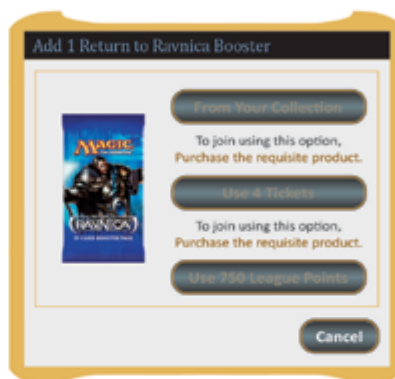 Add 1 Return to Ravnica Booster
From Your Collection
To join using this option,
Purchase the requisite product.
MAGIC
RAVNICA
Use 4 Tickets
To join using this option,
Purchase the requisite product.
Use 750 League Points
Cancel